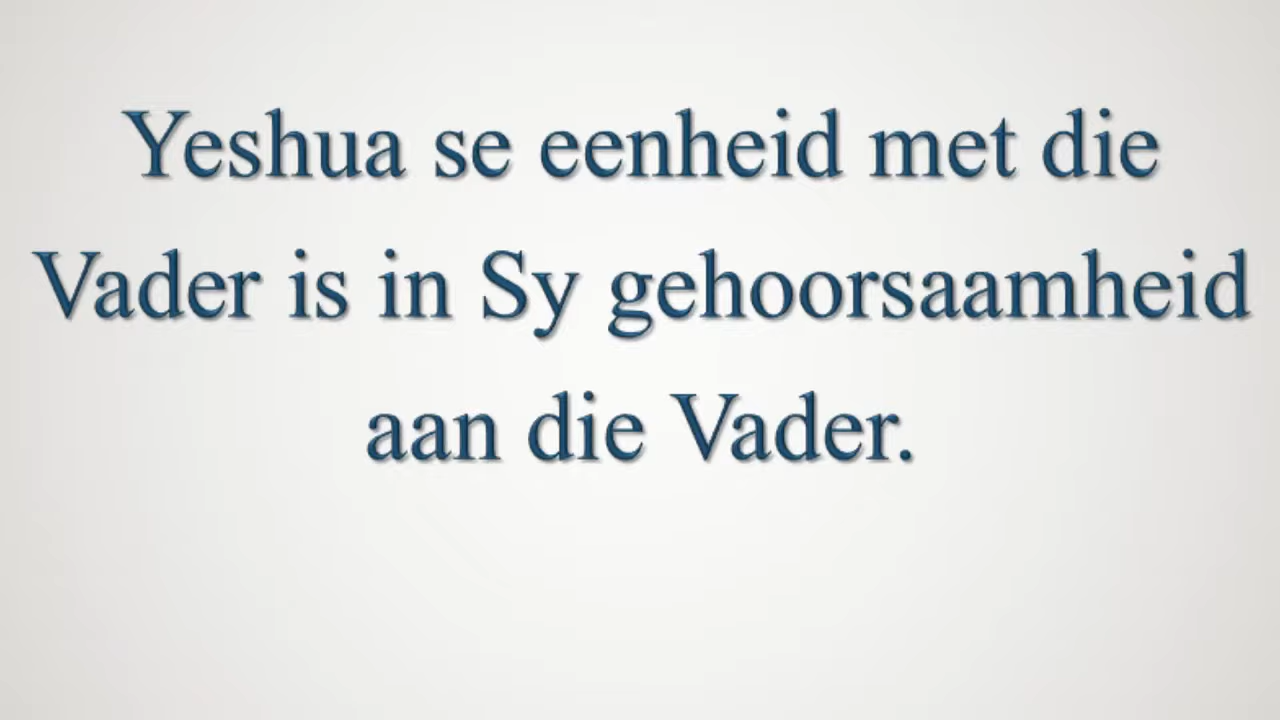 Yeshua se eenheid met die
Vader is in Sy gehoorsaamheid
aan die Vader.